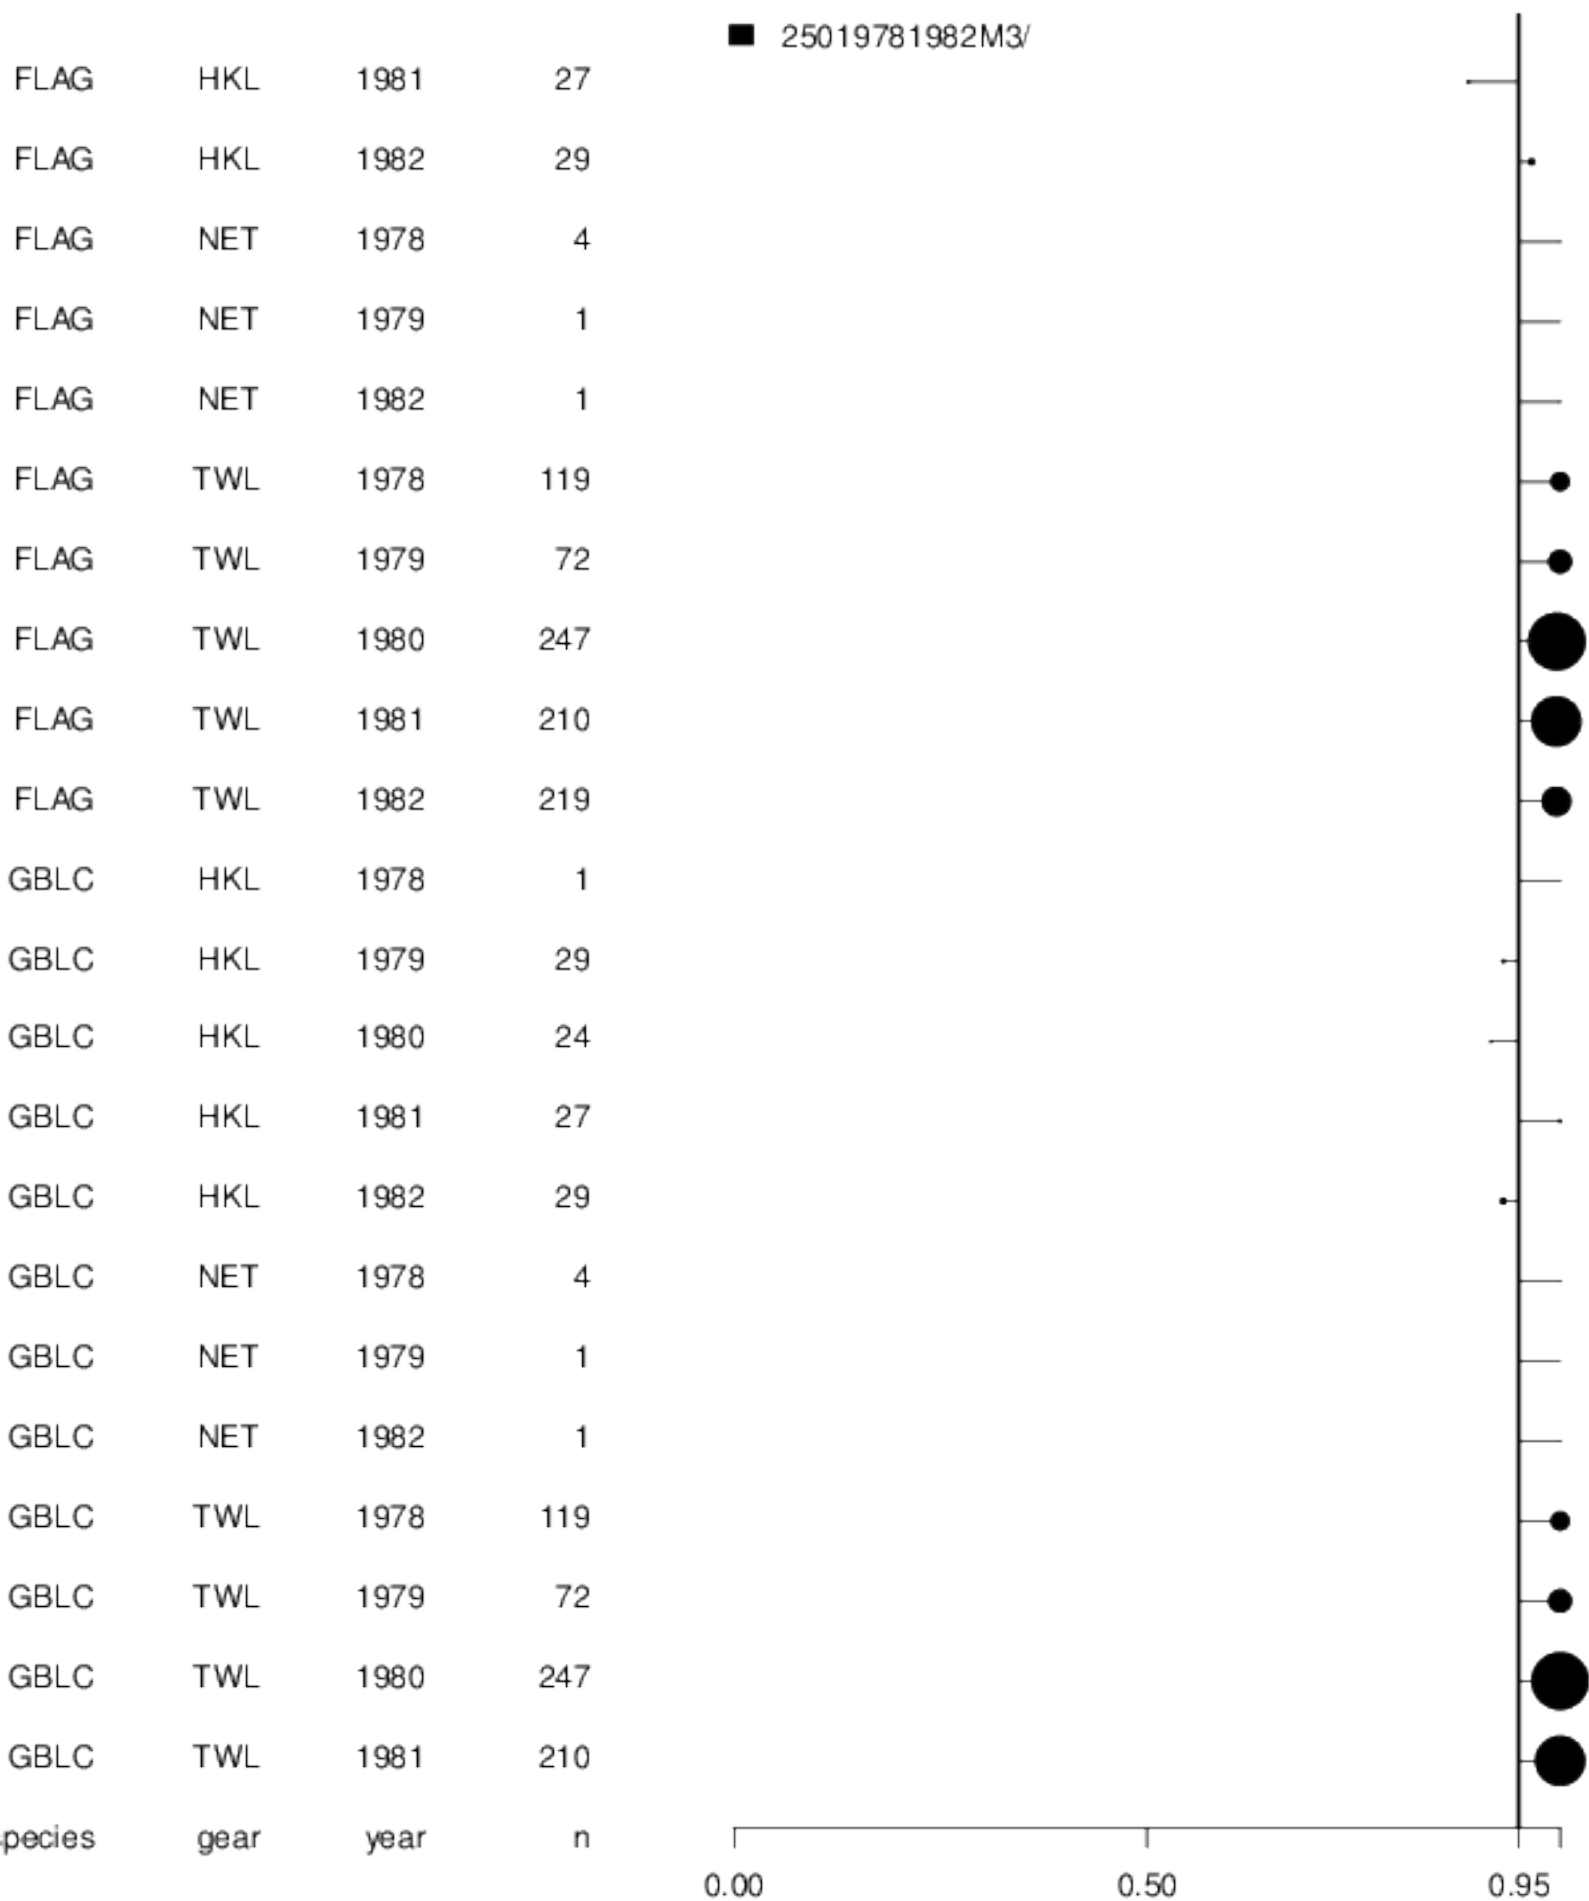 25019781982M3/
FLAG HKL 1981 27
FLAG HKL 1982 29
FLAG NET 1978 4
FLAG NET 1979 1
FLAG NET 1982 1
FLAG TWL 1978 119
FLAG TWL 1979 72
FLAG TWL 1980 247
FLAG TWL 1981 210
FLAG TWL 1982 219
GBLC HKL 1978 1
GBLC HKL 1979 29
GBLC HKL 1980 24
GBLC HKL 1981 27
GBLC HKL 1982 29
GBLC NET 1978 4
GBLC NET 1979 1
GBLC NET 1982 1
GBLC TWL 1978 119
GBLC TWL 1979 72
GBLC TWL 1980 247
GBLC TWL 1981 210
pecies gear year n
0.00 0.50 0.95